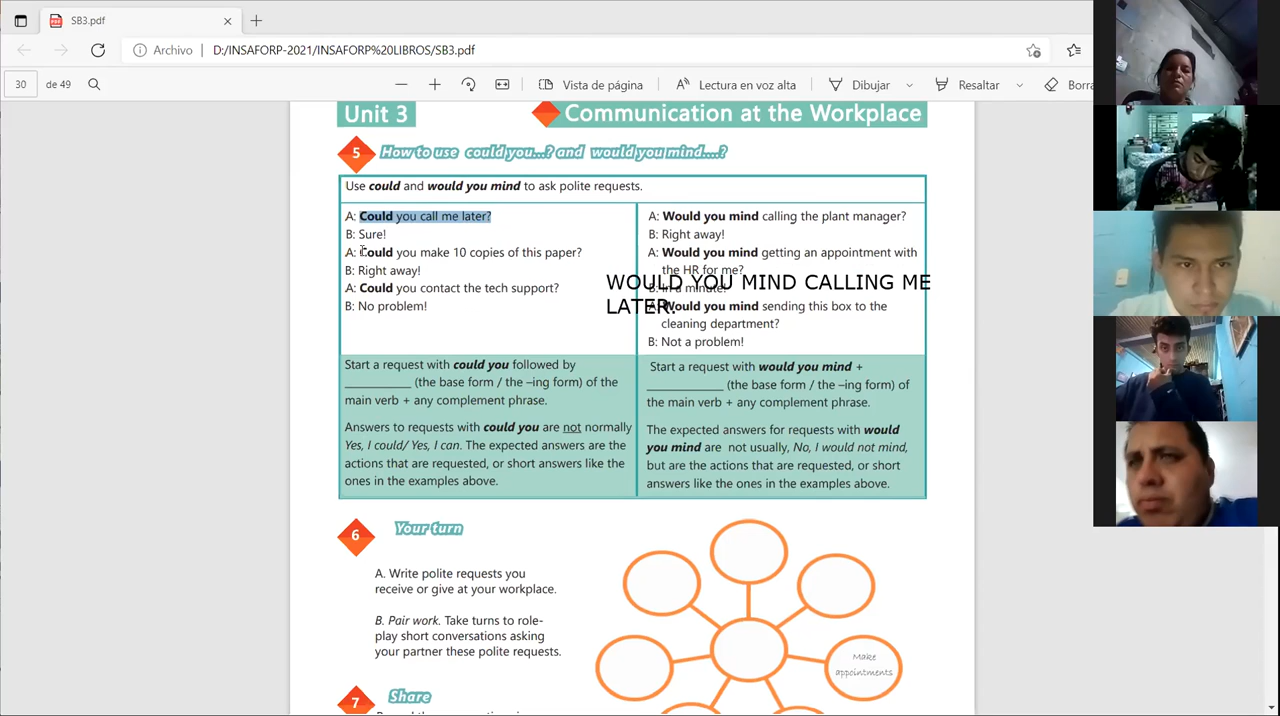 SB3.pdf
Archivo
D:/INSAFORP-2021/INSAFORP%20LIBROS/SB3.pdf
30
de 49
Vista de página
Lectura en voz alta
Dibujar
Resaltar
Borra
Unit 3
Communication at the Workplace
5
How to use could you...? and would you mind....?
Use could and would you mind to ask polite requests.
A: Could you call me later?
B: Sure!
A: Could you make 10 copies of this paper?
B: Right away!
A: Could you contact the tech support?
B: No problem!
A: Would you mind calling the plant manager?
B: Right away!
A: Would you mind getting an appointment with
the HR for me?
B: In a minute!
A: Would you mind sending this box to the
cleaning department?
B: Not a problem!
WOULD YOU MIND CALLING ME
LATER.
Start a request with could you followed by
___________ (the base form / the –ing form) of the
main verb + any complement phrase.
Answers to requests with could you are not normally
Yes, I could/ Yes, I can. The expected answers are the
actions that are requested, or short answers like the
ones in the examples above.
Start a request with would you mind +
_____________ (the base form / the –ing form) of
the main verb + any complement phrase.
The expected answers for requests with would
you mind are not usually, No, I would not mind,
but are the actions that are requested, or short
answers like the ones in the examples above.
6
Your turn
A. Write polite requests you
receive or give at your workplace.
B. Pair work. Take turns to role-
play short conversations asking
your partner these polite requests.
Make
appointments
7
Share